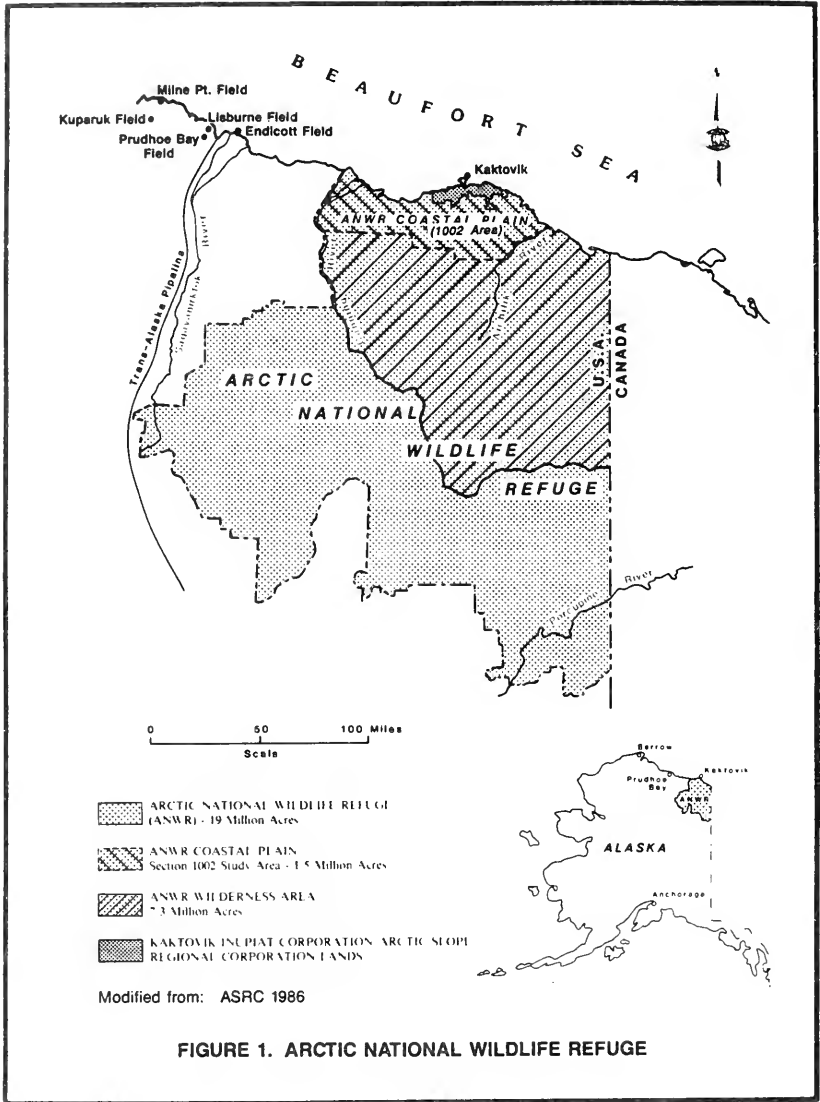 BEAUFORT SEA
Milne Pt. Field
Kuparuk Field
Lisburne Field
Endicott Field
Prudhoe Bay
Field
Kaktovik
ANWR COASTAL PLAIN
(1002 Area)
River
River
Trans-Alaska Pipeline
U.S.A.
CANADA
ARCTIC
NATIONAL
WILDLIFE
REFUGE
Porcupine River
0 50 100 Miles
Scale
ARCTIC NATIONAL WILDLIFE REFUGE
(ANWR) - 19 Million Acres
ANWR COASTAL PLAIN
Section 1002 Study Area - 1.5 Million Acres
ANWR WILDERNESS AREA
7.3 Million Acres
KAKTOVIK INUPIAT CORPORATION ARCTIC SLOPE
REGIONAL CORPORATION LANDS
Barrow
Kaktovik
Prudhoe
Bay
ANWR
ALASKA
Anchorage
Modified from: ASRC 1986
FIGURE 1. ARCTIC NATIONAL WILDLIFE REFUGE